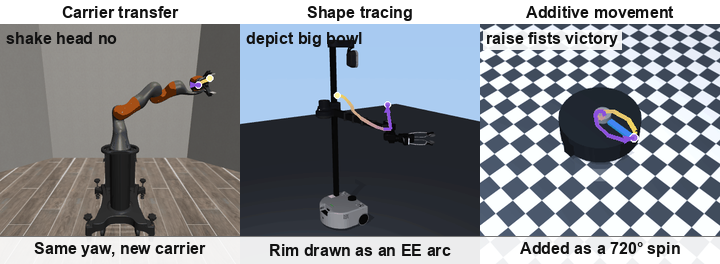 Carrier transfer
shake head no
Same yaw, new carrier
Shape tracing
depict big bowl
Rim drawn as an EE arc
Additive movement
raise fists victory
Added as a 720° spin